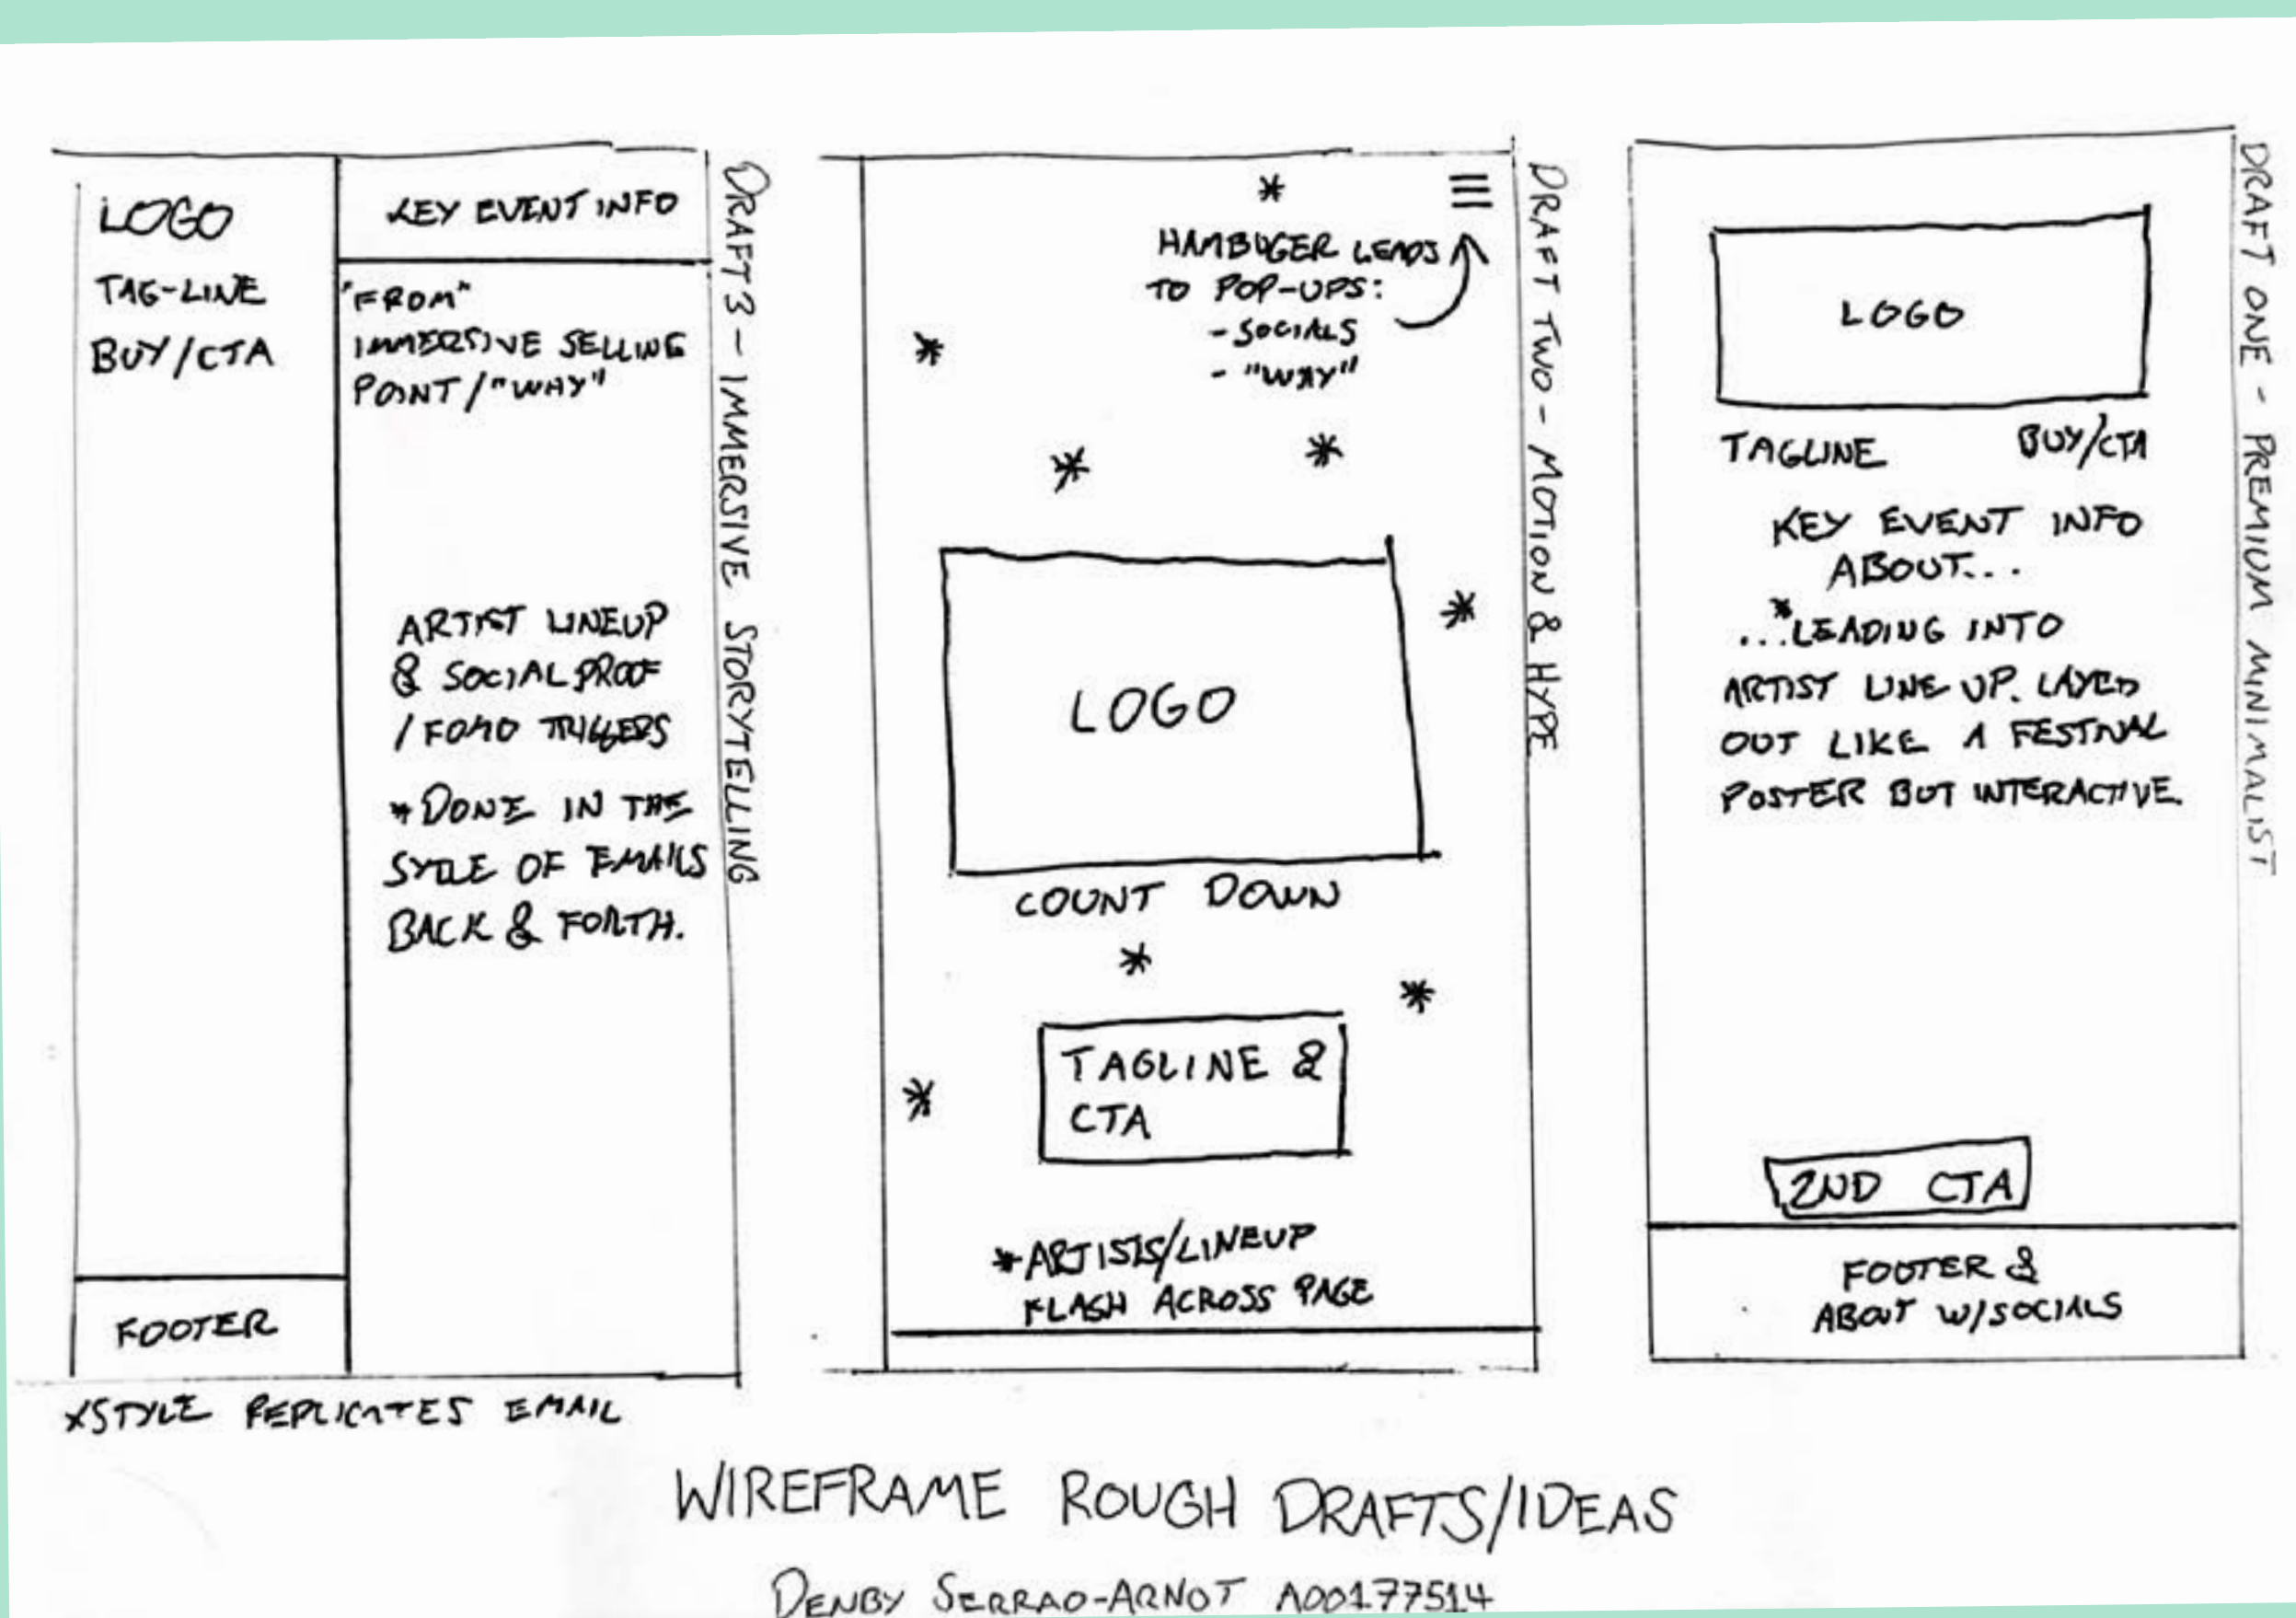 LOGO
TAG-LINE
BUY/CTA
KEY EVENT INFO
"FROM"
IMMERSIVE SELLING
POINT/"WHY"
ARTIST LINEUP
& SOCIAL PROOF
/ FOMO TRIGGERS
*DONE IN THE
SYTLE OF EMAILS
BACK & FORTH.
FOOTER
*STYLE REPLICATES EMAIL
DRAFT 3 - IMMERSIVE STORYTELLING
*
HAMBUGER LEADS
TO POP-UPS:
- SOCIALS
- "WHY"
*
* *
*
LOGO
COUNT DOWN
*
*
TAGLINE &
CTA
*
*ARTISTS/LINEUP
FLASH ACROSS PAGE
DRAFT TWO - MOTION & HYPE
LOGO
TAGLINE BUY/CTA
KEY EVENT INFO
ABOUT...
...*LEADING INTO
ARTIST LINE UP. LAYED
OUT LIKE A FESTIVAL
POSTER BUT INTERACTIVE.
2ND CTA
FOOTER &
ABOUT W/SOCIALS
DRAFT ONE - PREMIUM MINIMALIST
WIREFRAME ROUGH DRAFTS/IDEAS
DENBY SERRAO-ARNOT A00177514